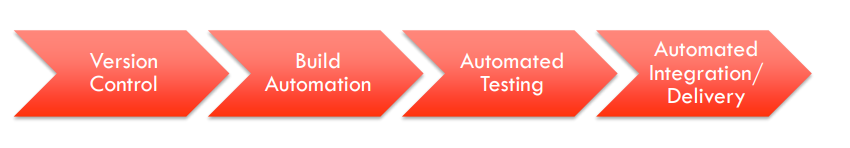 Version
Control
Build
Automation
Automated
Testing
Automated
Integration/
Delivery